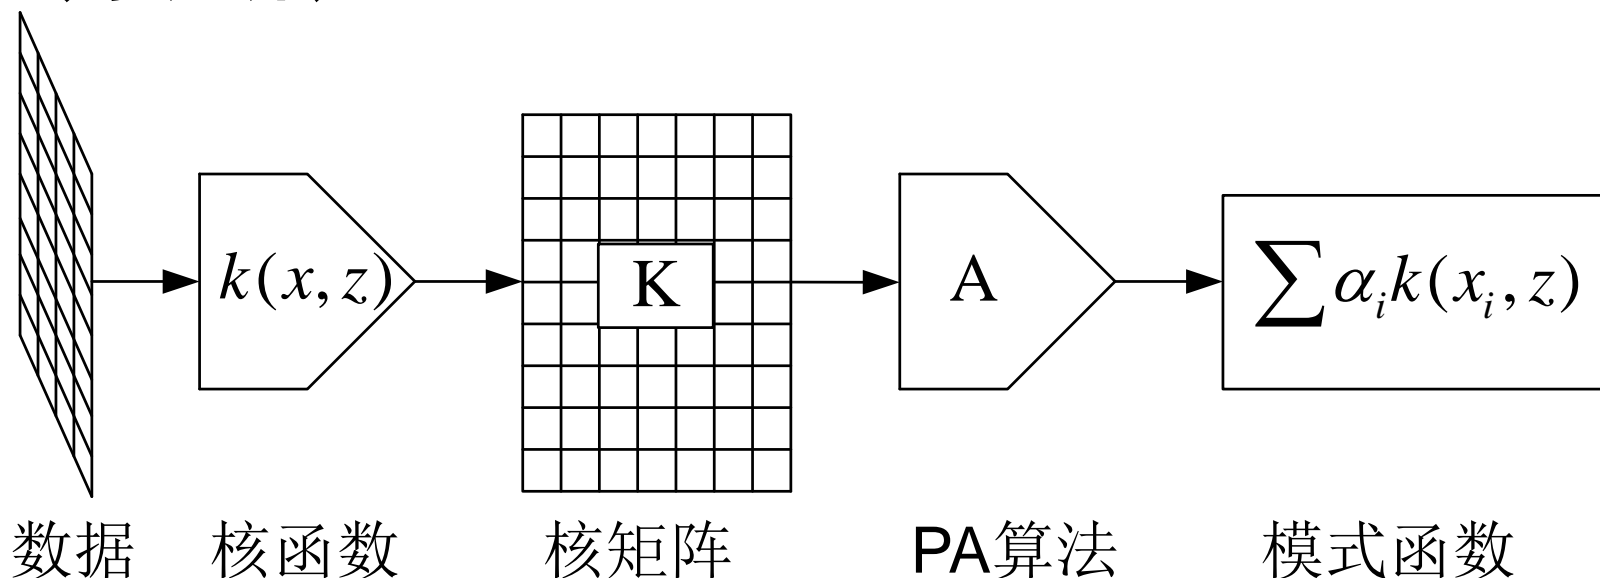 k(x,z)
K
A
∑α_i k(x_i,z)
数据 核函数 核矩阵 PA算法 模式函数